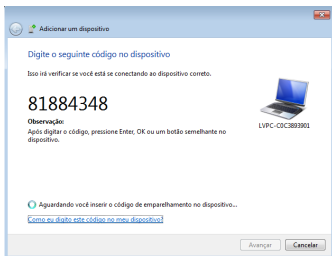 Adicionar um dispositivo
Digite o seguinte código no dispositivo
Isso irá verificar se você está se conectando ao dispositivo correto.
81884348
LVPC-C0C3893901
Observação:
Após digitar o código, pressione Enter, OK ou um botão semelhante no
dispositivo.
Aguardando você inserir o código de emparelhamento no dispositivo...
Como eu digito este código no meu dispositivo?
Avançar
Cancelar